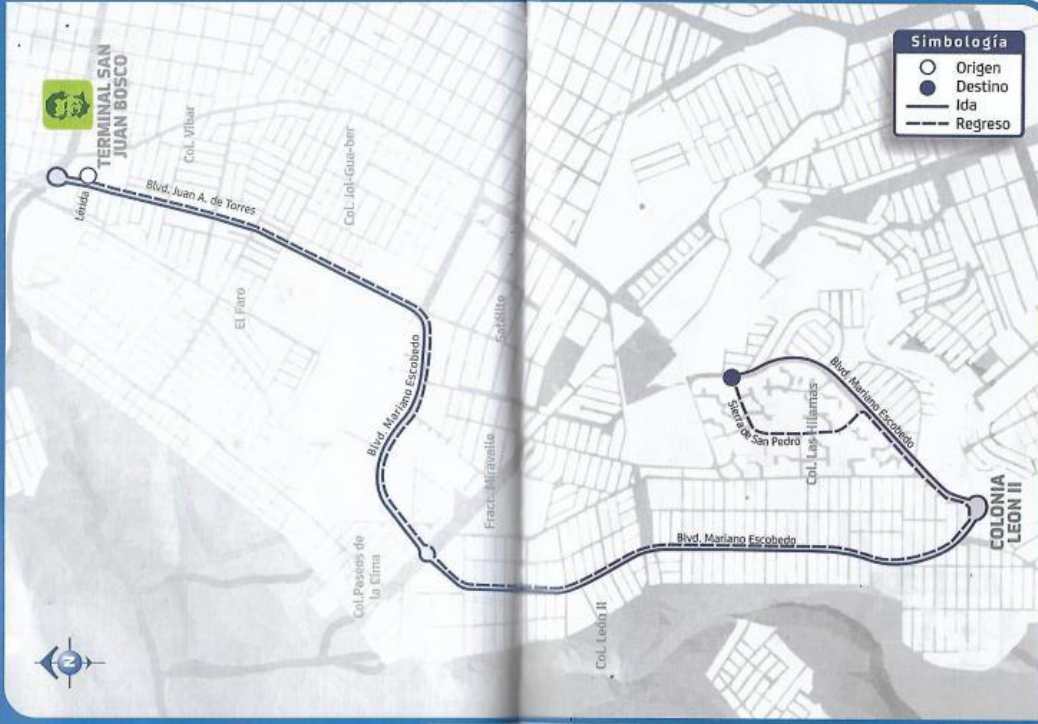 Simbología
Origen
Destino
Ida
Regreso
TERMINAL SAN
JUAN BOSCO
Lérida
Col. Vibar
Blvd. Juan A. de Torres
Col. Jol-Gua-ber
El Faro
Satélite
Blvd. Mariano Escobedo
Fracc. Miravalle
Col.Paseos de
la Cima
Sierra de San Pedro
Col. Las Hilamas
Blvd. Mariano Escobedo
Blvd. Mariano Escobedo
COLONIA
LEON II
Col. León II
N